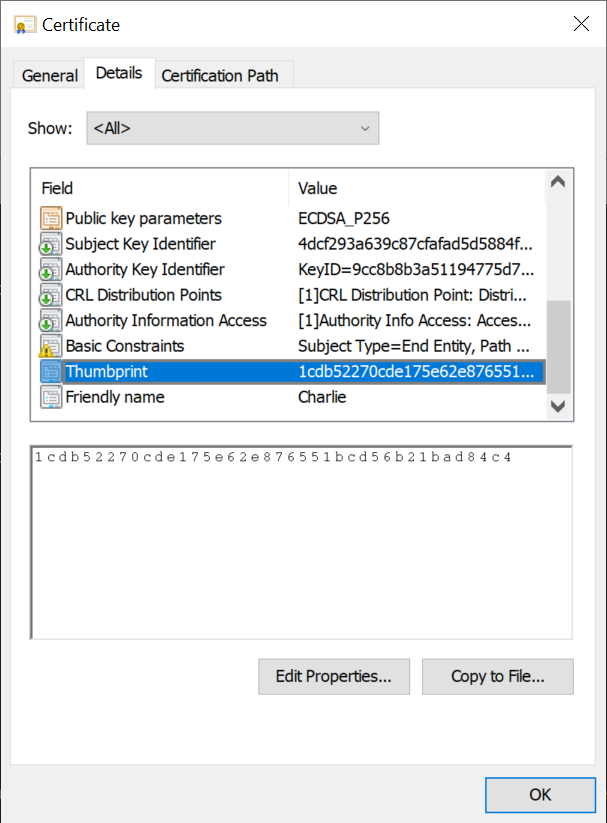 Certificate
General Details Certification Path
Show: <All>
Field Value
Public key parameters ECDSA_P256
Subject Key Identifier 4dcf293a639c87cfafad5d5884f...
Authority Key Identifier KeyID=9cc8b8b3a51194775d7...
CRL Distribution Points [1]CRL Distribution Point: Distri...
Authority Information Access [1]Authority Info Access: Acces...
Basic Constraints Subject Type=End Entity, Path ...
Thumbprint 1cdb52270cde175e62e876551...
Friendly name Charlie
1cdb52270cde175e62e876551bcd56b21bad84c4
Edit Properties... Copy to File...
OK